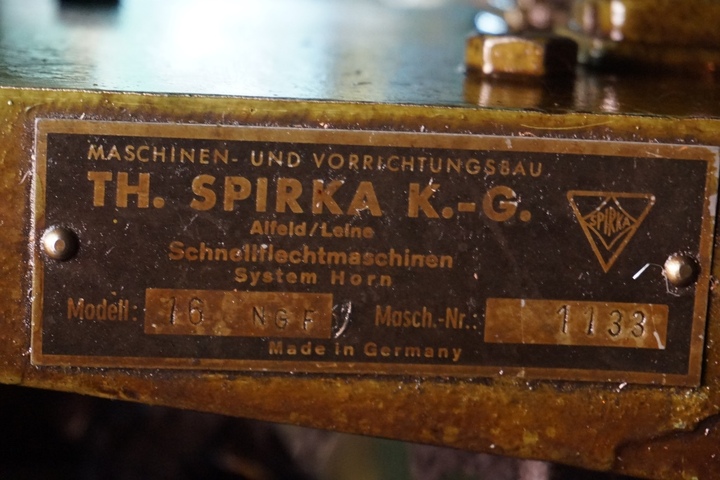 MASCHINEN- UND VORRICHTUNGSBAU
TH. SPIRKA K.-G.
SPIRKA
Alfeld/Leine
Schnellflechtmaschinen
System Horn
Modell: 16 NGF Masch.-Nr.: 1133
Made in Germany